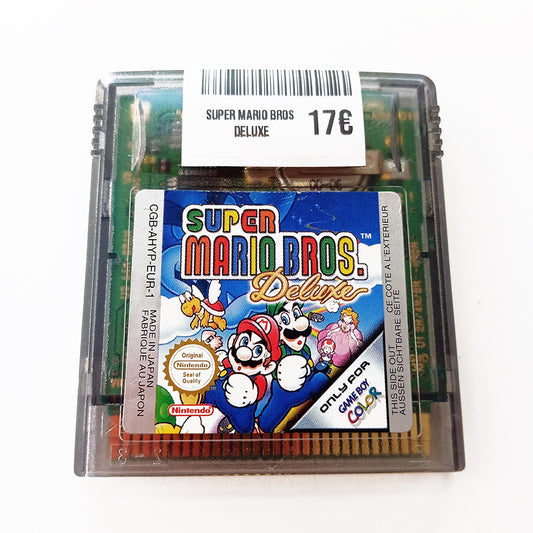 SUPER MARIO BROS
DELUXE
17€
SUPER
MARIO BROS.
™
Deluxe
CGB-AHYP-EUR-1
MADE IN JAPAN
FABRIQUE AU JAPON
Original
Nintendo
Seal of
Quality
Nintendo
ONLY FOR
GAME BOY
COLOR
CE COTE A L'EXTERIEUR
THIS SIDE OUT
AUSSEN SICHTBARE SEITE